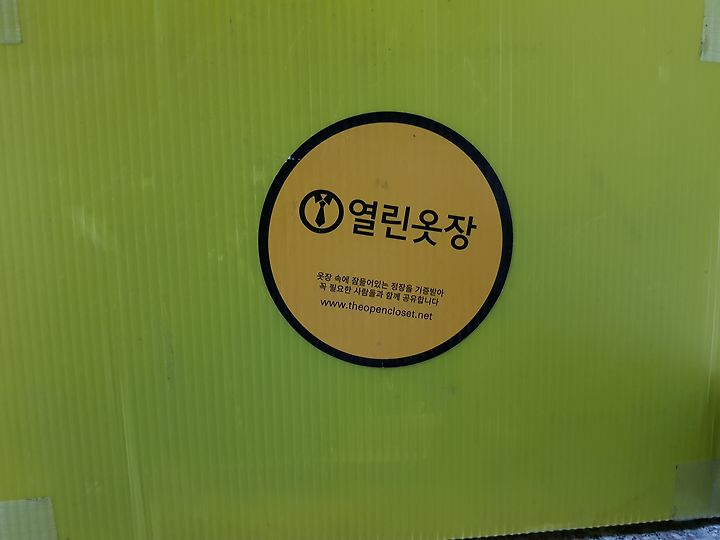 열린옷장
옷장 속에 잠들어있는 정장을 기증받아
꼭 필요한 사람들과 함께 공유합니다
www.theopencloset.net